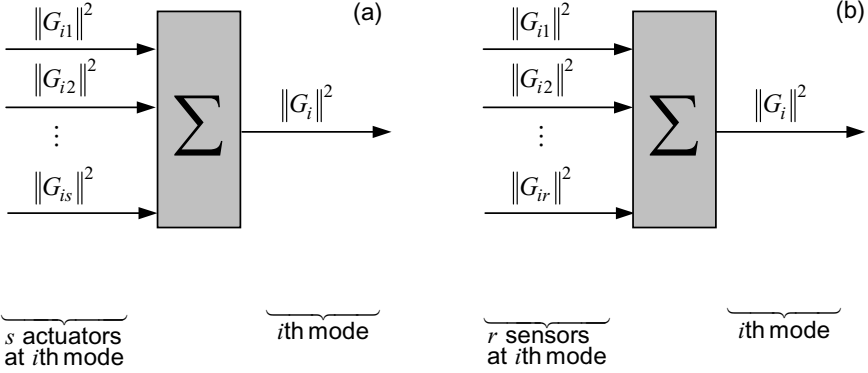 (a)
‖G_{i1}‖²
‖G_{i2}‖²
⋮
‖G_{is}‖²
Σ
‖G_i‖²
s actuators
at ith mode
ith mode
(b)
‖G_{i1}‖²
‖G_{i2}‖²
⋮
‖G_{ir}‖²
Σ
‖G_i‖²
r sensors
at ith mode
ith mode